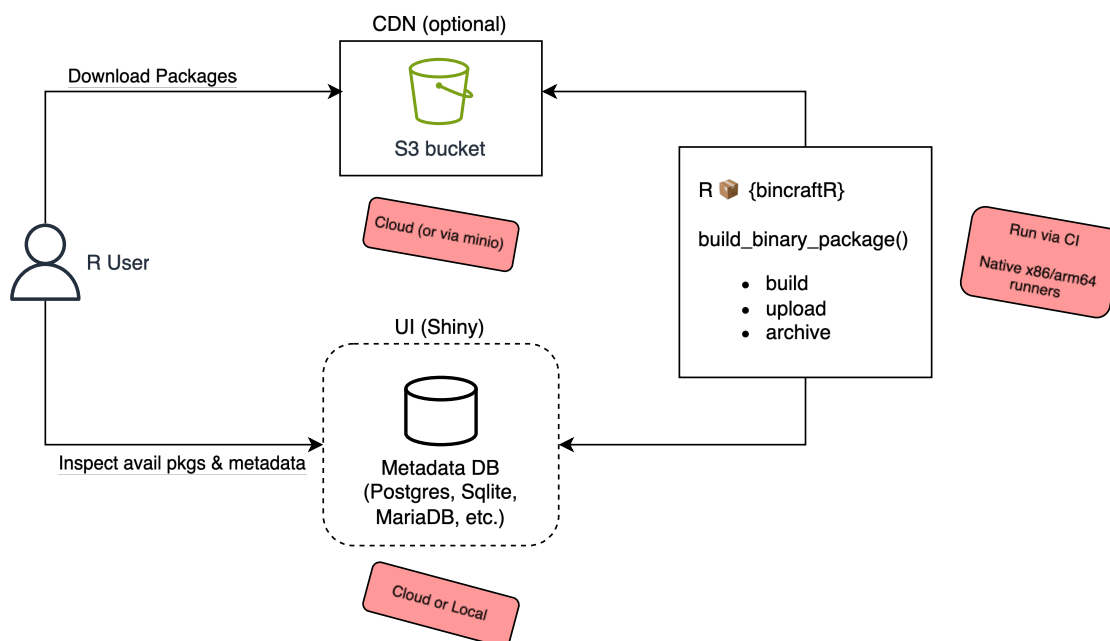 CDN (optional)
Download Packages
S3 bucket
R 📦 {bincraftR}
build_binary_package()
• build
• upload
• archive
Cloud (or via minio)
Run via CI
Native x86/arm64
runners
R User
UI (Shiny)
Inspect avail pkgs & metadata
Metadata DB
(Postgres, Sqlite,
MariaDB, etc.)
Cloud or Local